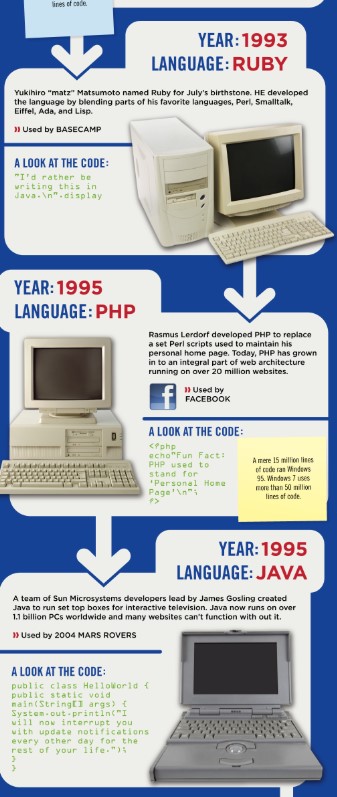 lines of code.
YEAR: 1993
LANGUAGE: RUBY
Yukihiro "matz" Matsumoto named Ruby for July's birthstone. HE developed
the language by blending parts of his favorite languages, Perl, Smalltalk,
Eiffel, Ada, and Lisp.
Used by BASECAMP
A LOOK AT THE CODE:
"I'd rather be
writing this in
Java.\n".display
YEAR: 1995
LANGUAGE: PHP
Rasmus Lerdorf developed PHP to replace
a set Perl scripts used to maintain his
personal home page. Today, PHP has grown
in to an integral part of web architecture
running on over 20 million websites.
f
Used by
FACEBOOK
A LOOK AT THE CODE:
<?php
echo"Fun Fact:
PHP used to
stand for
'Personal Home
Page'\n";
?>
A mere 15 million lines
of code ran Windows
95. Windows 7 uses
more than 50 million
lines of code.
YEAR: 1995
LANGUAGE: JAVA
A team of Sun Microsystems developers lead by James Gosling created
Java to run set top boxes for interactive television. Java now runs on over
1.1 billion PCs worldwide and many websites can't function with out it.
Used by 2004 MARS ROVERS
A LOOK AT THE CODE:
public class HelloWorld {
public static void
main(String[] args) {
System.out.println("I
will now interrupt you
with update notifications
every other day for the
rest of your life.");
}
}